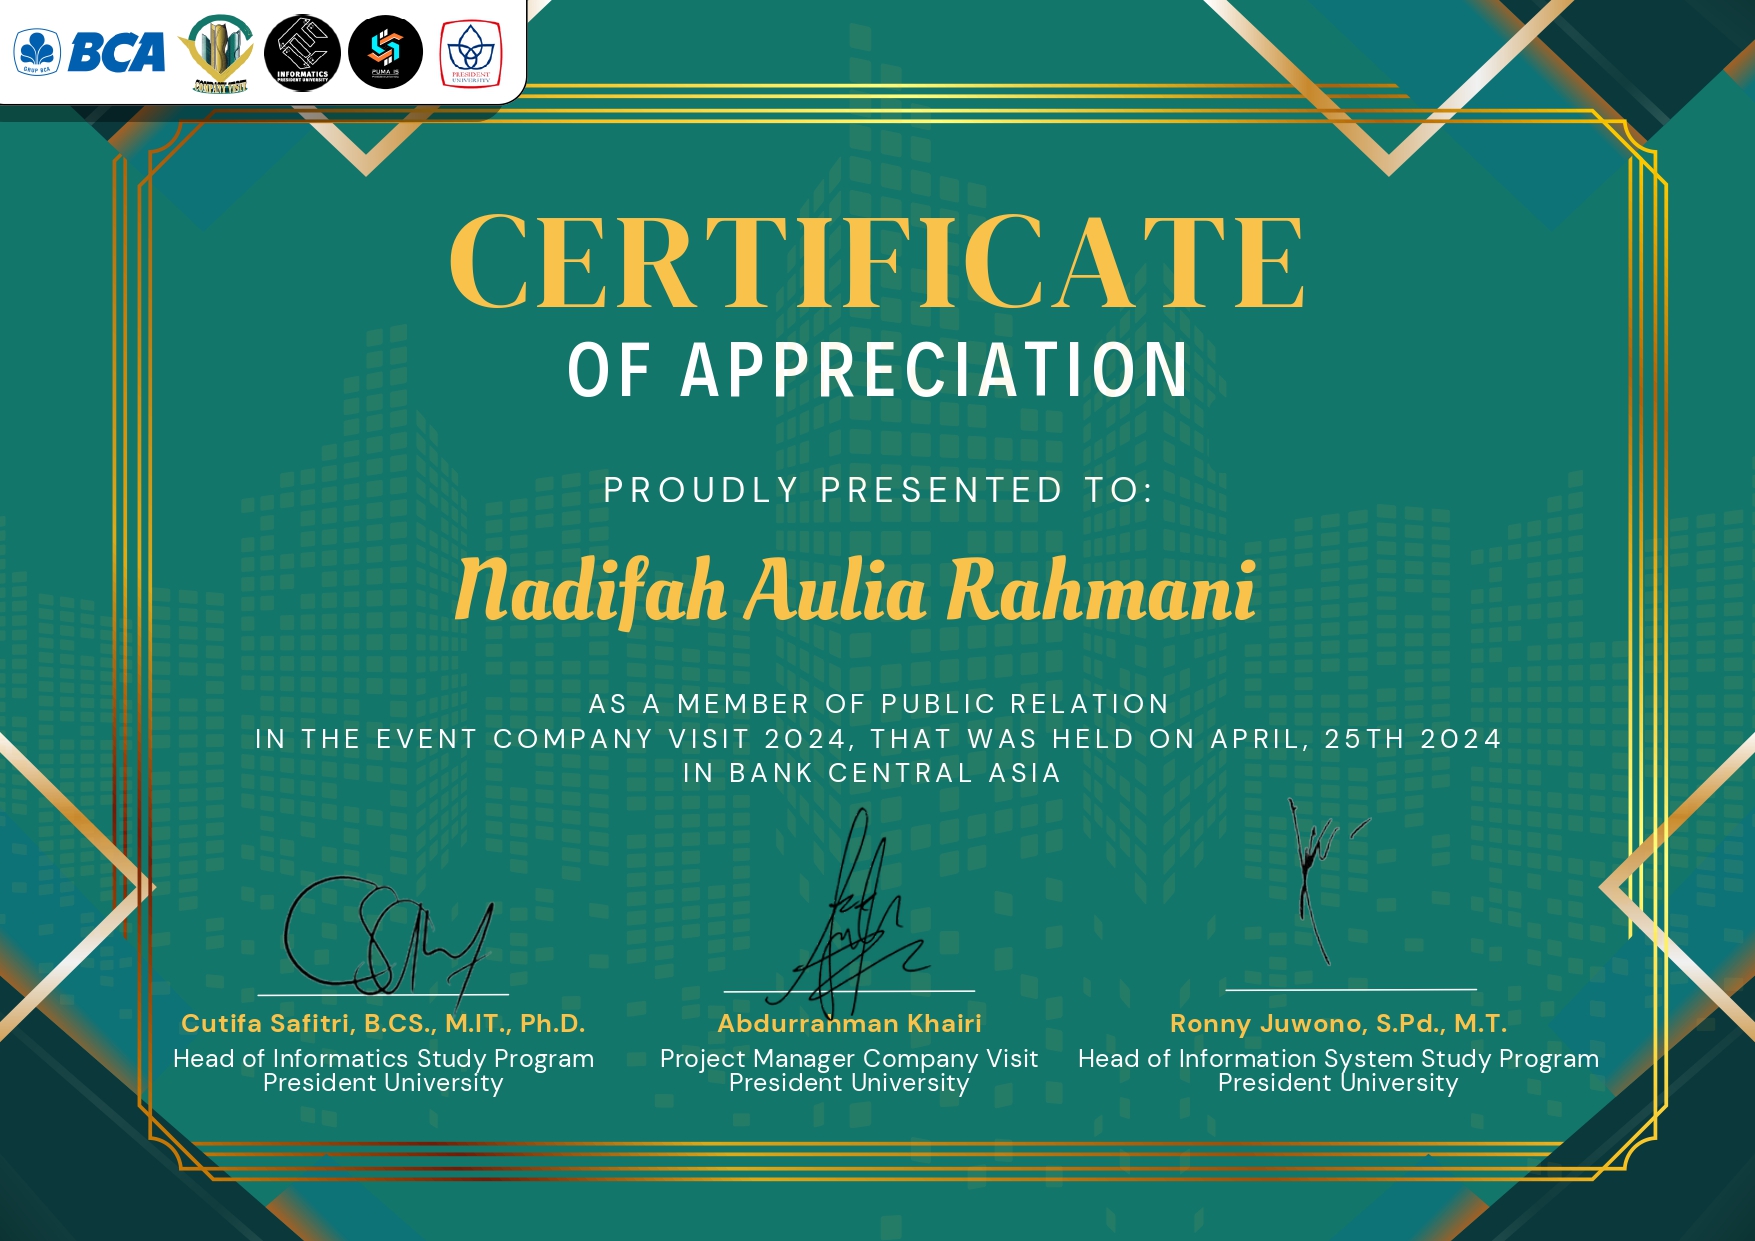 GRUP BCA
BCA
COMPANY VISIT
INFORMATICS
PRESIDENT UNIVERSITY
PUMA IS
PRESIDENT
UNIVERSITY
CERTIFICATE
OF APPRECIATION
PROUDLY PRESENTED TO:
Nadifah Aulia Rahmani
AS A MEMBER OF PUBLIC RELATION
IN THE EVENT COMPANY VISIT 2024, THAT WAS HELD ON APRIL, 25TH 2024
IN BANK CENTRAL ASIA
Cutifa Safitri, B.CS., M.IT., Ph.D.
Head of Informatics Study Program
President University
Abdurrahman Khairi
Project Manager Company Visit
President University
Ronny Juwono, S.Pd., M.T.
Head of Information System Study Program
President University